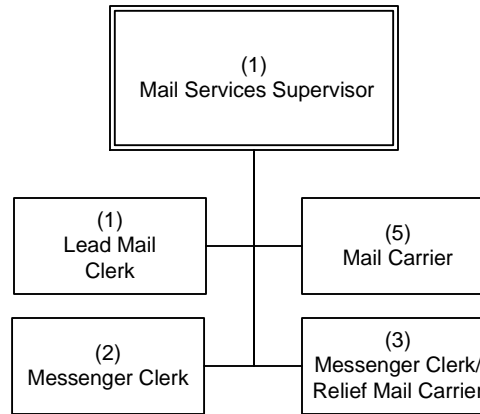 (1)
Mail Services Supervisor
(1)
Lead Mail
Clerk
(5)
Mail Carrier
(2)
Messenger Clerk
(3)
Messenger Clerk/
Relief Mail Carrier